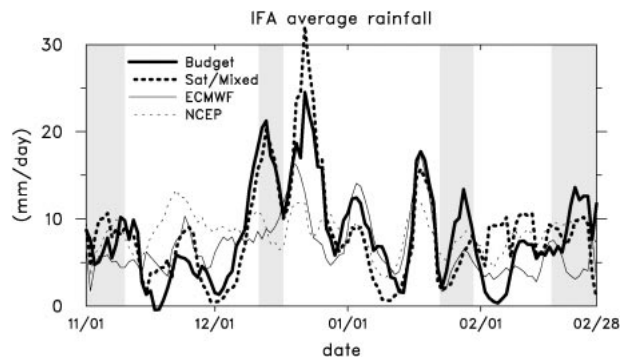 IFA average rainfall
30
20
10
0
(mm/day)
Budget
Sat/Mixed
ECMWF
NCEP
11/01 12/01 01/01 02/01 02/28
date